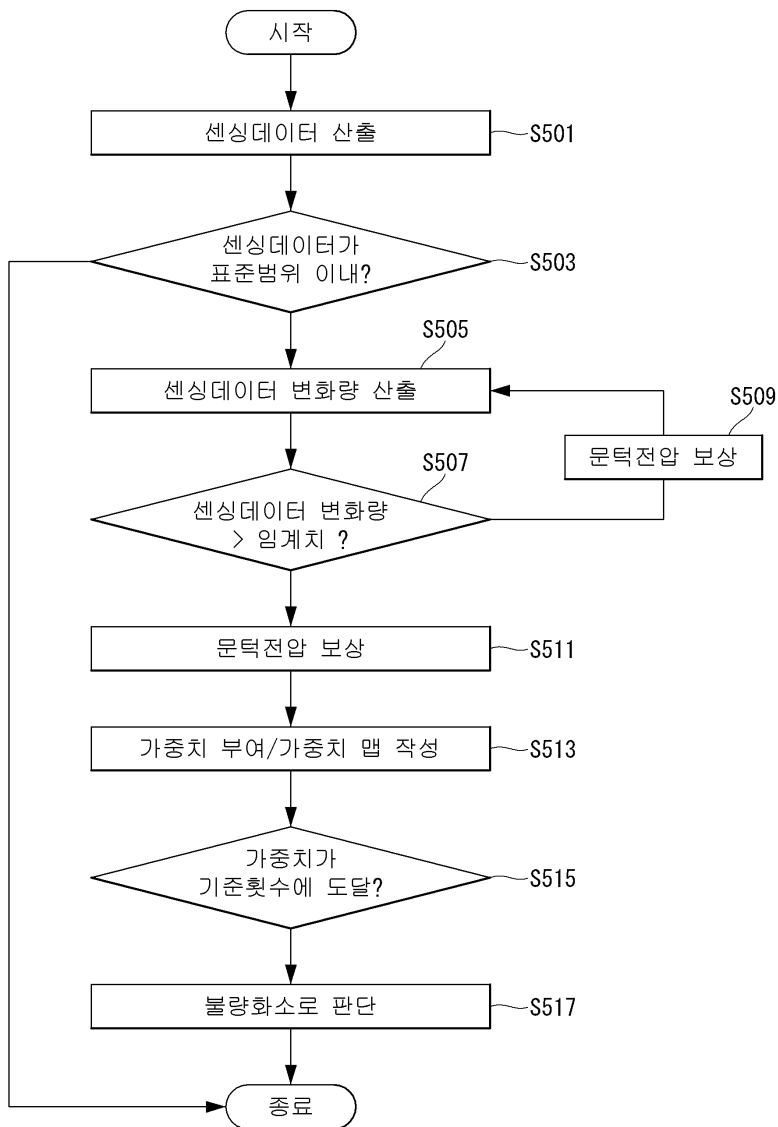 시작
센싱데이터 산출
S501
센싱데이터가
표준범위 이내?
S503
S505
센싱데이터 변화량 산출
S509
문턱전압 보상
S507
센싱데이터 변화량
> 임계치 ?
문턱전압 보상
S511
가중치 부여/가중치 맵 작성
S513
가중치가
기준횟수에 도달?
S515
불량화소로 판단
S517
종료